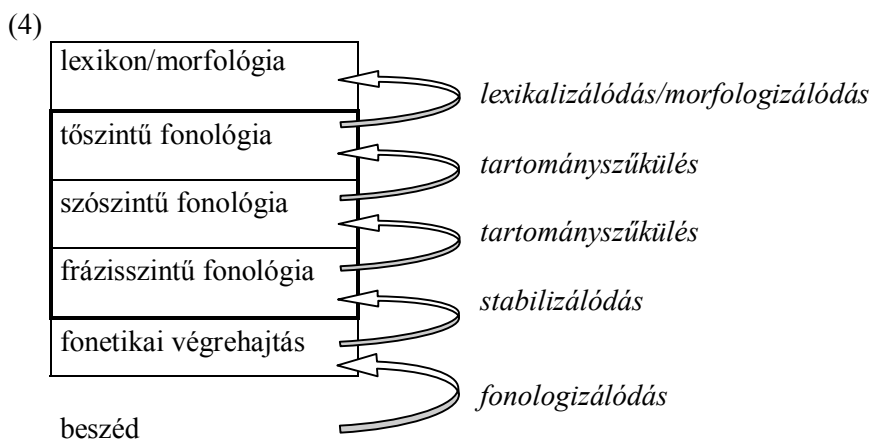 (4)
lexikon/morfológia
lexikalizálódás/morfologizálódás
tőszintű fonológia
tartományszűkülés
szószintű fonológia
tartományszűkülés
frázisszintű fonológia
stabilizálódás
fonetikai végrehajtás
fonologizálódás
beszéd